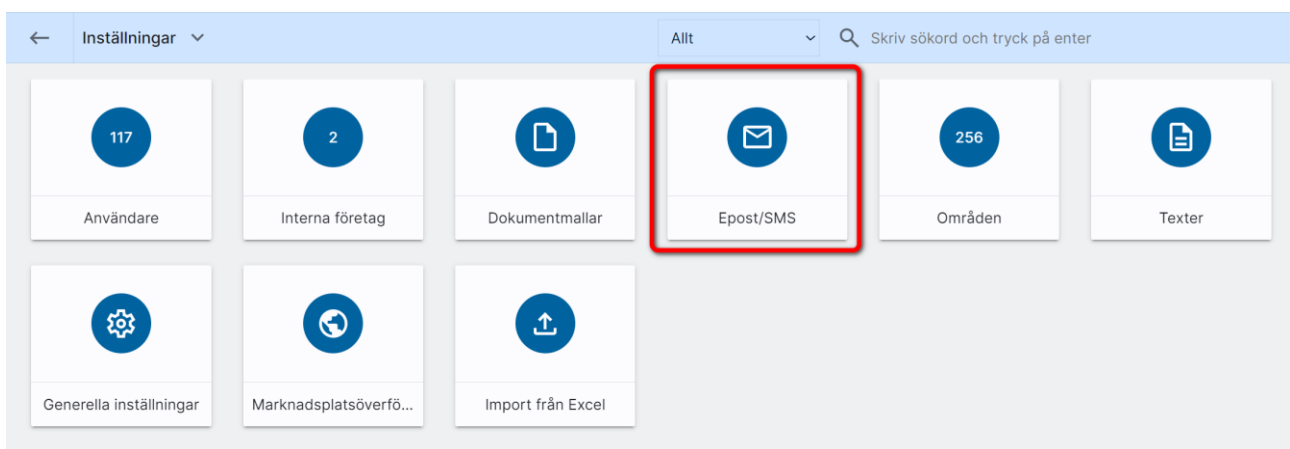 Inställningar
Allt
Skriv sökord och tryck på enter
117
2
256
Användare
Interna företag
Dokumentmallar
Epost/SMS
Områden
Texter
Generella inställningar
Marknadsplatsöverfö...
Import från Excel